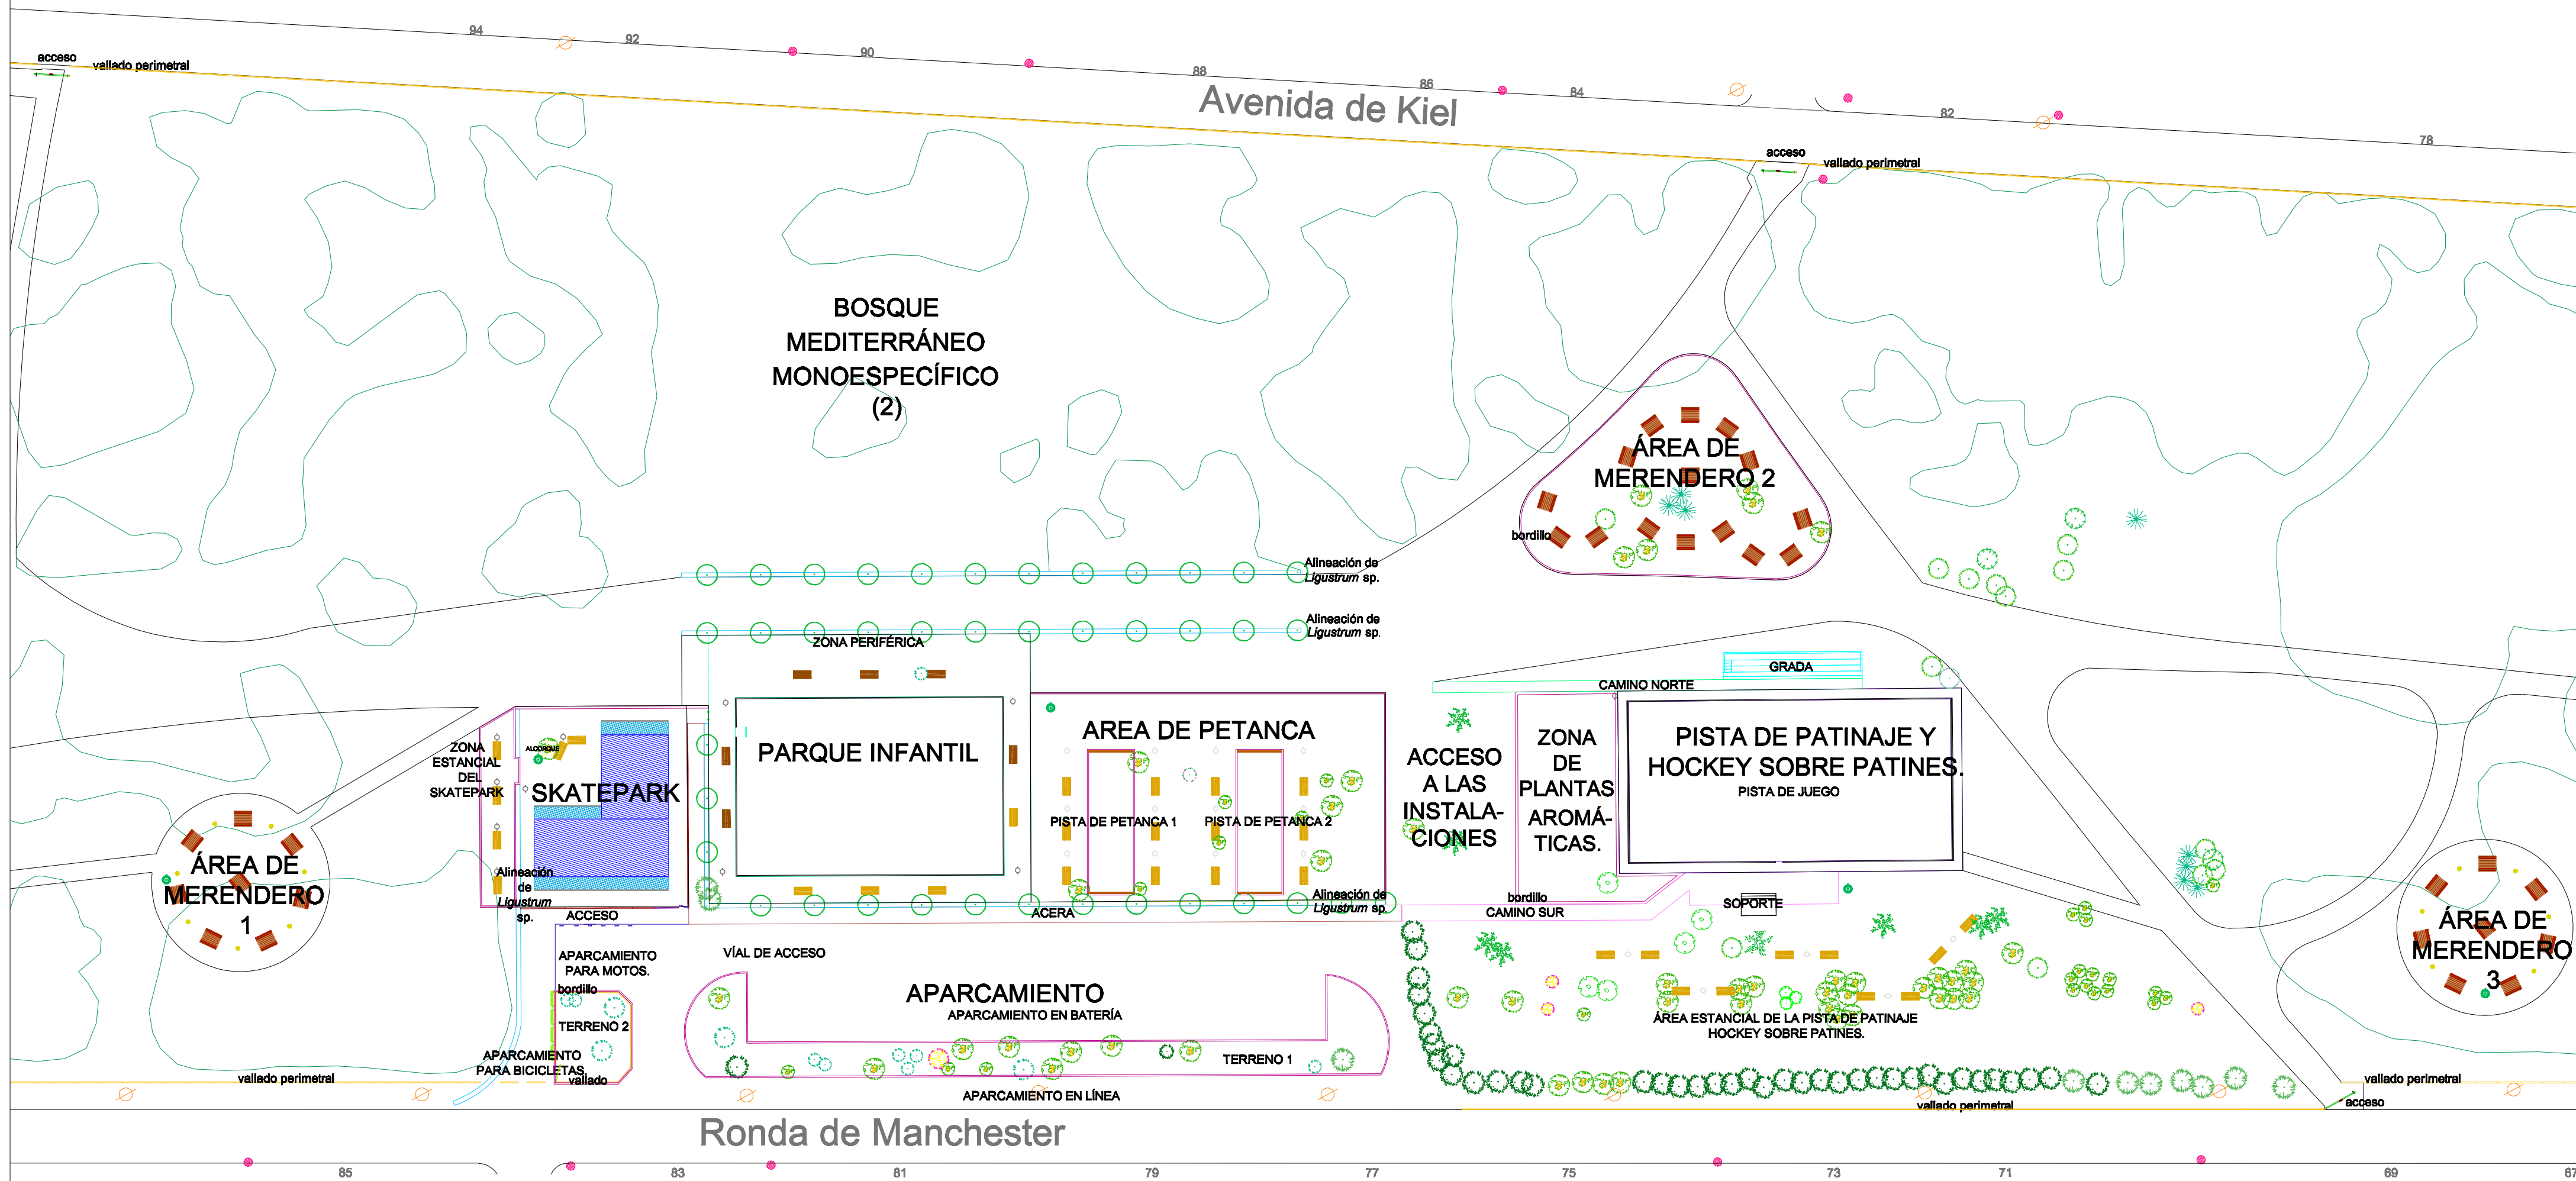 94
92
90
88
86
84
82
78
acceso
vallado perimetral
Avenida de Kiel
acceso
vallado perimetral
BOSQUE
MEDITERRÁNEO
MONOESPECÍFICO
(2)
ÁREA DE
MERENDERO 2
bordillo
Alineación de
Ligustrum sp.
Alineación de
Ligustrum sp.
ZONA PERIFÉRICA
GRADA
CAMINO NORTE
ZONA
ESTANCIAL
DEL
SKATEPARK
ALCORQUE
SKATEPARK
PARQUE INFANTIL
AREA DE PETANCA
PISTA DE PETANCA 1
PISTA DE PETANCA 2
ACCESO
A LAS
INSTALA-
CIONES
ZONA
DE
PLANTAS
AROMÁ-
TICAS.
PISTA DE PATINAJE Y
HOCKEY SOBRE PATINES.
PISTA DE JUEGO
ÁREA DE
MERENDERO
1
Alineación
de
Ligustrum
sp.
ACCESO
ACERA
Alineación de
Ligustrum sp.
bordillo
CAMINO SUR
SOPORTE
ÁREA DE
MERENDERO
3
APARCAMIENTO
PARA MOTOS.
VÍAL DE ACCESO
bordillo
TERRENO 2
APARCAMIENTO
APARCAMIENTO EN BATERÍA
ÁREA ESTANCIAL DE LA PISTA DE PATINAJE
HOCKEY SOBRE PATINES.
APARCAMIENTO
PARA BICICLETAS
TERRENO 1
vallado perimetral
vallado
APARCAMIENTO EN LÍNEA
vallado perimetral
vallado perimetral
acceso
Ronda de Manchester
85
83
81
79
77
75
73
71
69
67